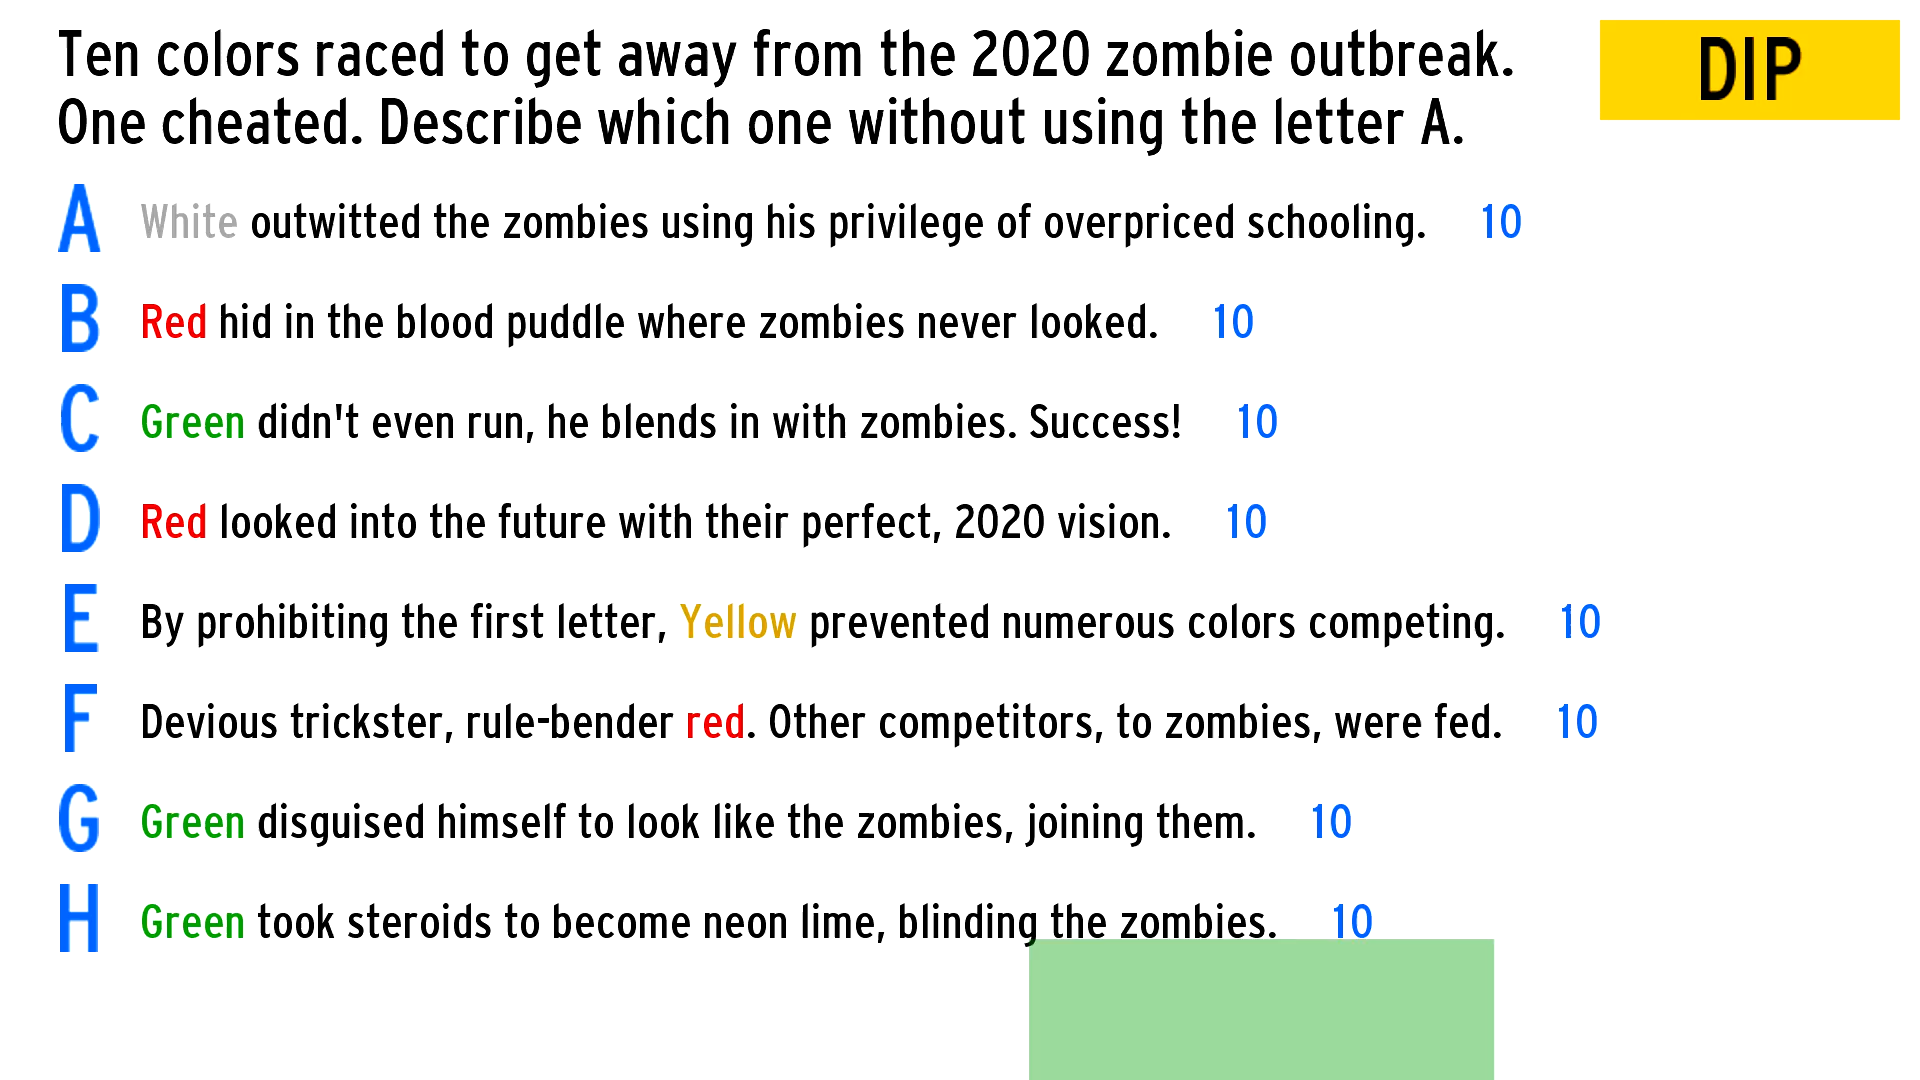 Ten colors raced to get away from the 2020 zombie outbreak.
One cheated. Describe which one without using the letter A.
DIP
A White outwitted the zombies using his privilege of overpriced schooling. 10
B Red hid in the blood puddle where zombies never looked. 10
C Green didn't even run, he blends in with zombies. Success! 10
D Red looked into the future with their perfect, 2020 vision. 10
E By prohibiting the first letter, Yellow prevented numerous colors competing. 10
F Devious trickster, rule-bender red. Other competitors, to zombies, were fed. 10
G Green disguised himself to look like the zombies, joining them. 10
H Green took steroids to become neon lime, blinding the zombies. 10